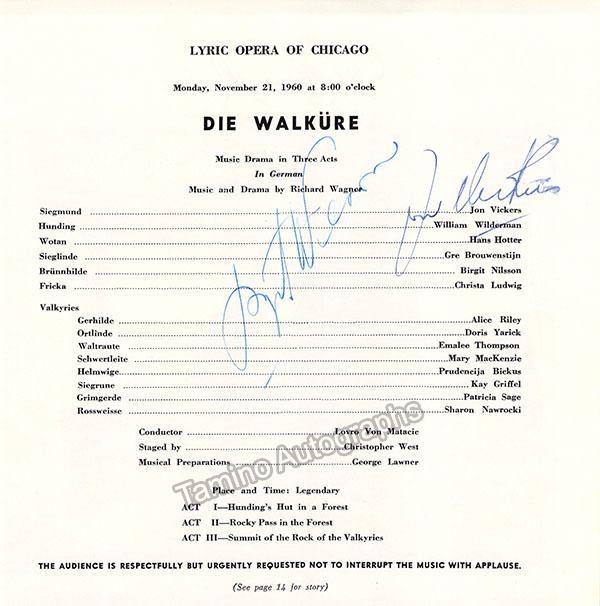 LYRIC OPERA OF CHICAGO
Monday, November 21, 1960 at 8:00 o'clock
DIE WALKÜRE
Music Drama in Three Acts
In German
Music and Drama by Richard Wagner
Siegmund Jon Vickers
Hunding William Wilderman
Wotan Hans Hotter
Sieglinde Gre Brouwenstijn
Brünnhilde Birgit Nilsson
Fricka Christa Ludwig
Valkyries
Gerhilde Alice Riley
Ortlinde Doris Yarick
Waltraute Emalee Thompson
Schwertleite Mary MacKenzie
Helmwige Prudencija Bickus
Siegrune Kay Griffel
Grimgerde Patricia Sage
Rossweisse Sharon Nawrocki
Conductor Lovro Von Matacic
Staged by Christopher West
Musical Preparations George Lawner
Tamino Autographs
Place and Time: Legendary
ACT I—Hunding's Hut in a Forest
ACT II—Rocky Pass in the Forest
ACT III—Summit of the Rock of the Valkyries
THE AUDIENCE IS RESPECTFULLY BUT URGENTLY REQUESTED NOT TO INTERRUPT THE MUSIC WITH APPLAUSE.
(See page 14 for story)
Jon Vickers